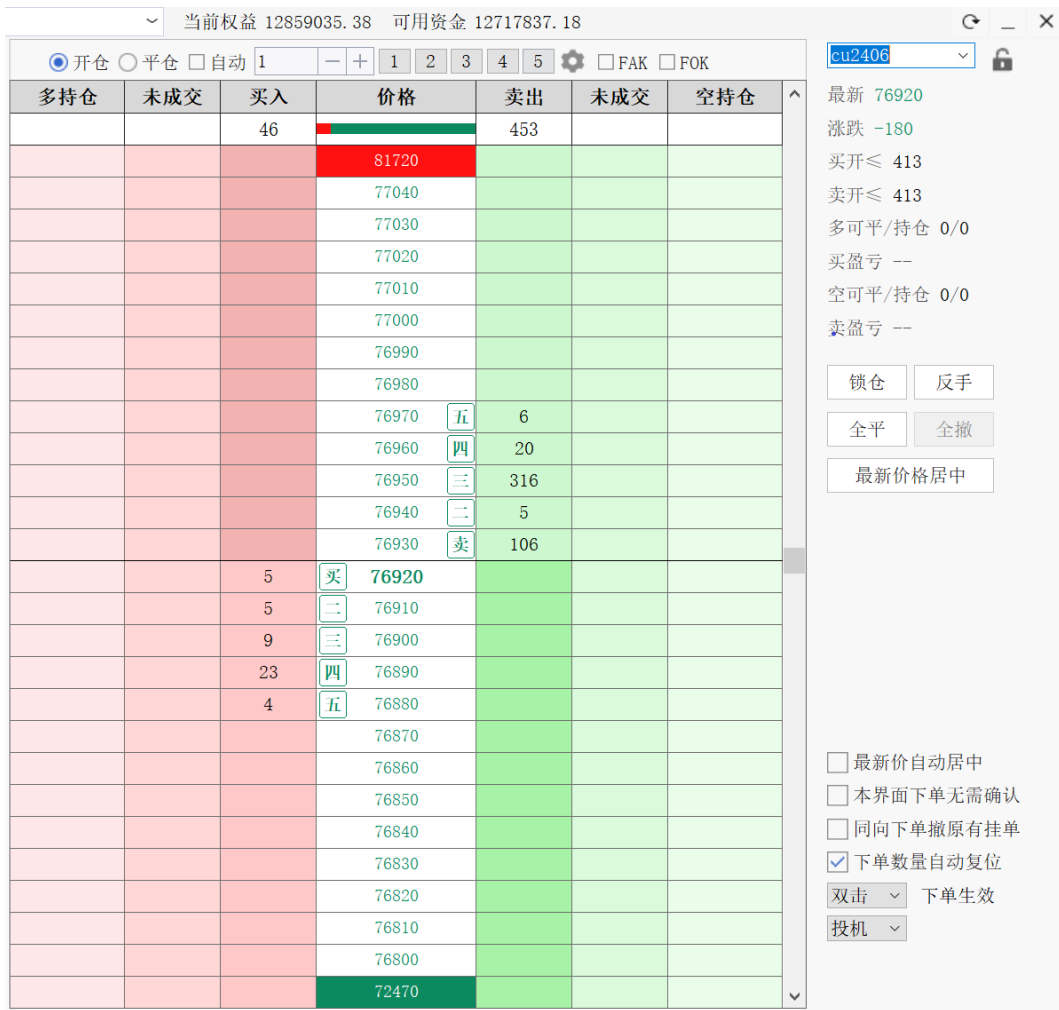 当前权益 12859035.38 可用资金 12717837.18
开仓 平仓 自动 1 1 2 3 4 5 FAK FOK
多持仓 未成交 买入 价格 卖出 未成交 空持仓
46 453
81720
77040
77030
77020
77010
77000
76990
76980
76970 五 6
76960 四 20
76950 三 316
76940 二 5
76930 卖 106
5 买 76920
5 二 76910
9 三 76900
23 四 76890
4 五 76880
76870
76860
76850
76840
76830
76820
76810
76800
72470
cu2406
最新 76920
涨跌 -180
买开≤ 413
卖开≤ 413
多可平/持仓 0/0
买盈亏 --
空可平/持仓 0/0
卖盈亏 --
锁仓 反手
全平 全撤
最新价格居中
最新价自动居中
本界面下单无需确认
同向下单撤原有挂单
下单数量自动复位
双击 下单生效
投机